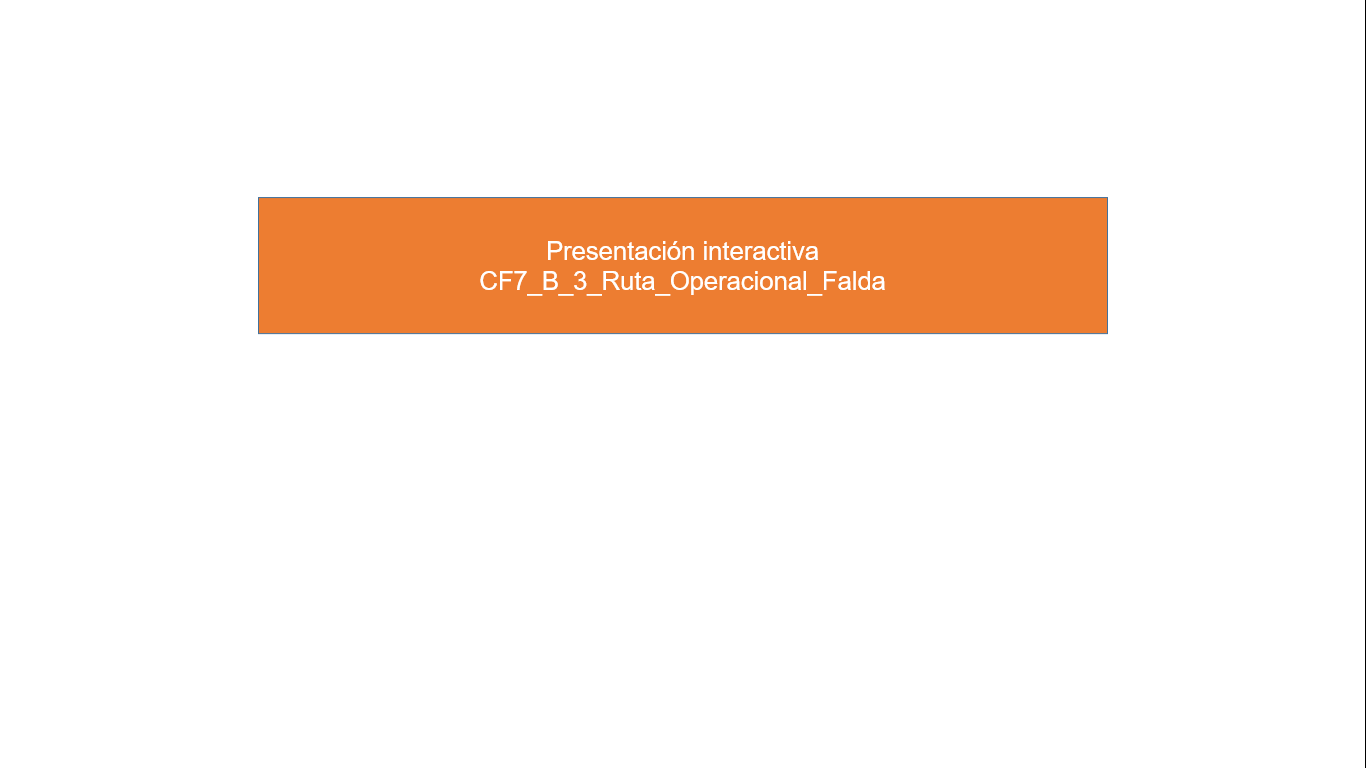 Presentación interactiva
CF7_B_3_Ruta_Operacional_Falda